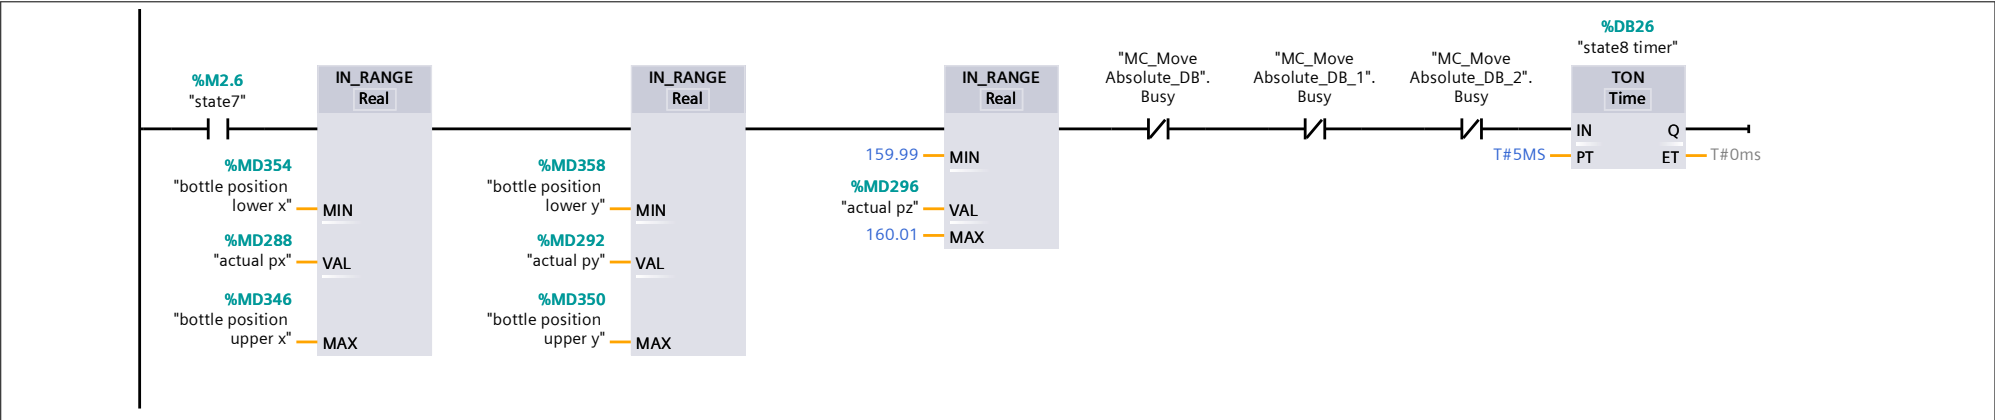 %M2.6
"state7"
IN_RANGE
Real
%MD354
"bottle position
lower x"
MIN
%MD288
"actual px"
VAL
%MD346
"bottle position
upper x"
MAX
IN_RANGE
Real
%MD358
"bottle position
lower y"
MIN
%MD292
"actual py"
VAL
%MD350
"bottle position
upper y"
MAX
IN_RANGE
Real
159.99
MIN
%MD296
"actual pz"
VAL
160.01
MAX
"MC_Move
Absolute_DB".
Busy
"MC_Move
Absolute_DB_1".
Busy
"MC_Move
Absolute_DB_2".
Busy
%DB26
"state8 timer"
TON
Time
IN
Q
T#5MS
PT
ET
T#0ms